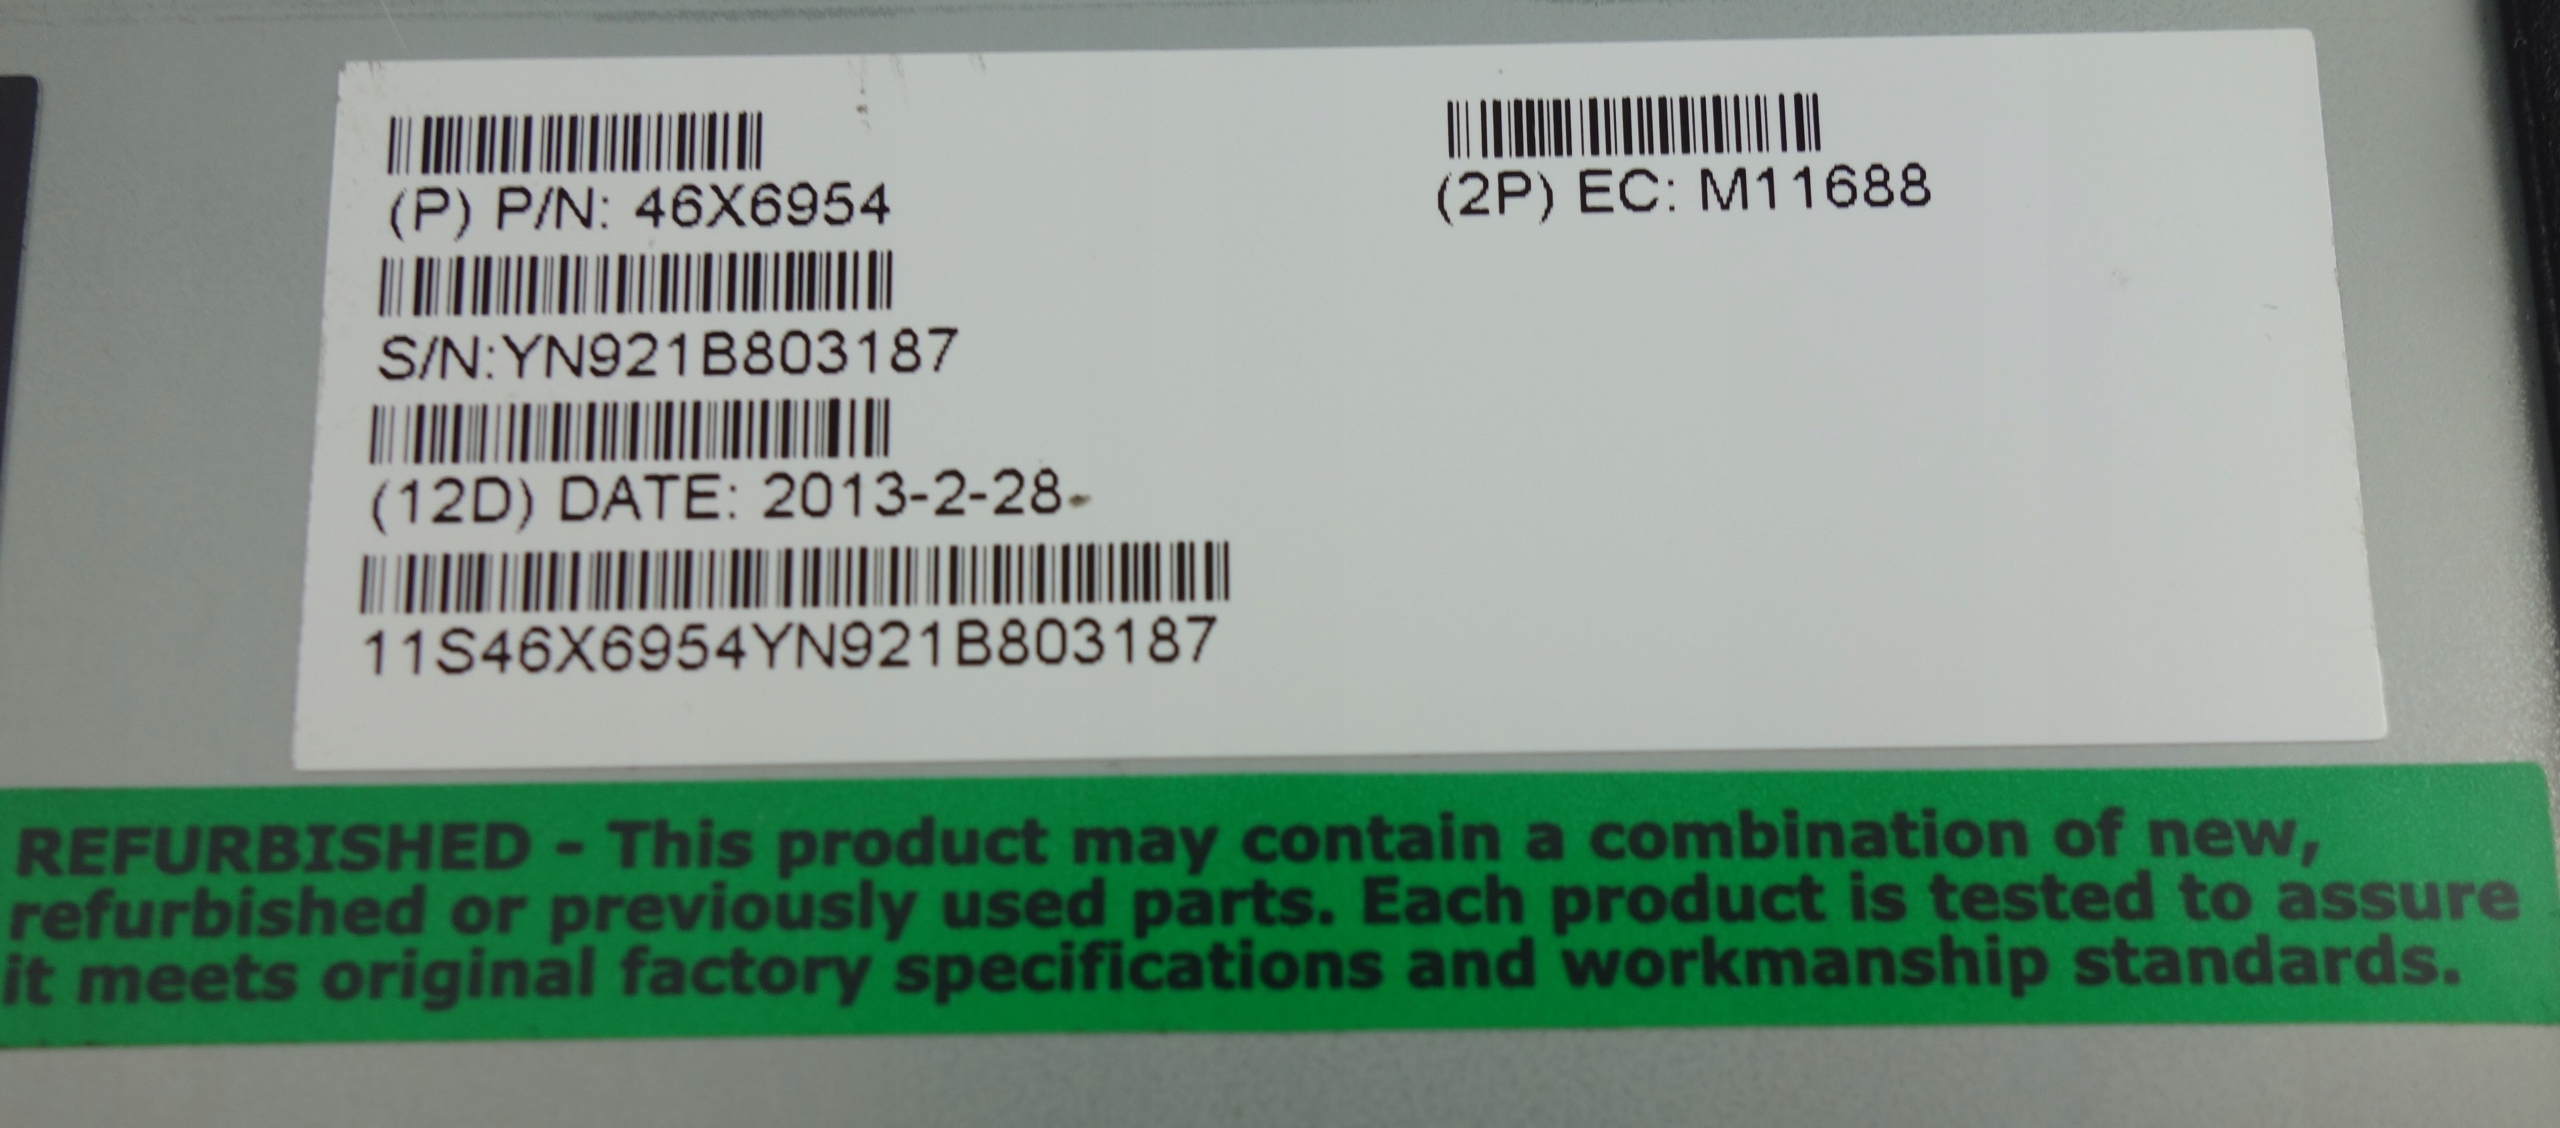 (P) P/N: 46X6954
(2P) EC: M11688
S/N:YN921B803187
(12D) DATE: 2013-2-28
11S46X6954YN921B803187
REFURBISHED - This product may contain a combination of new,
refurbished or previously used parts. Each product is tested to assure
it meets original factory specifications and workmanship standards.